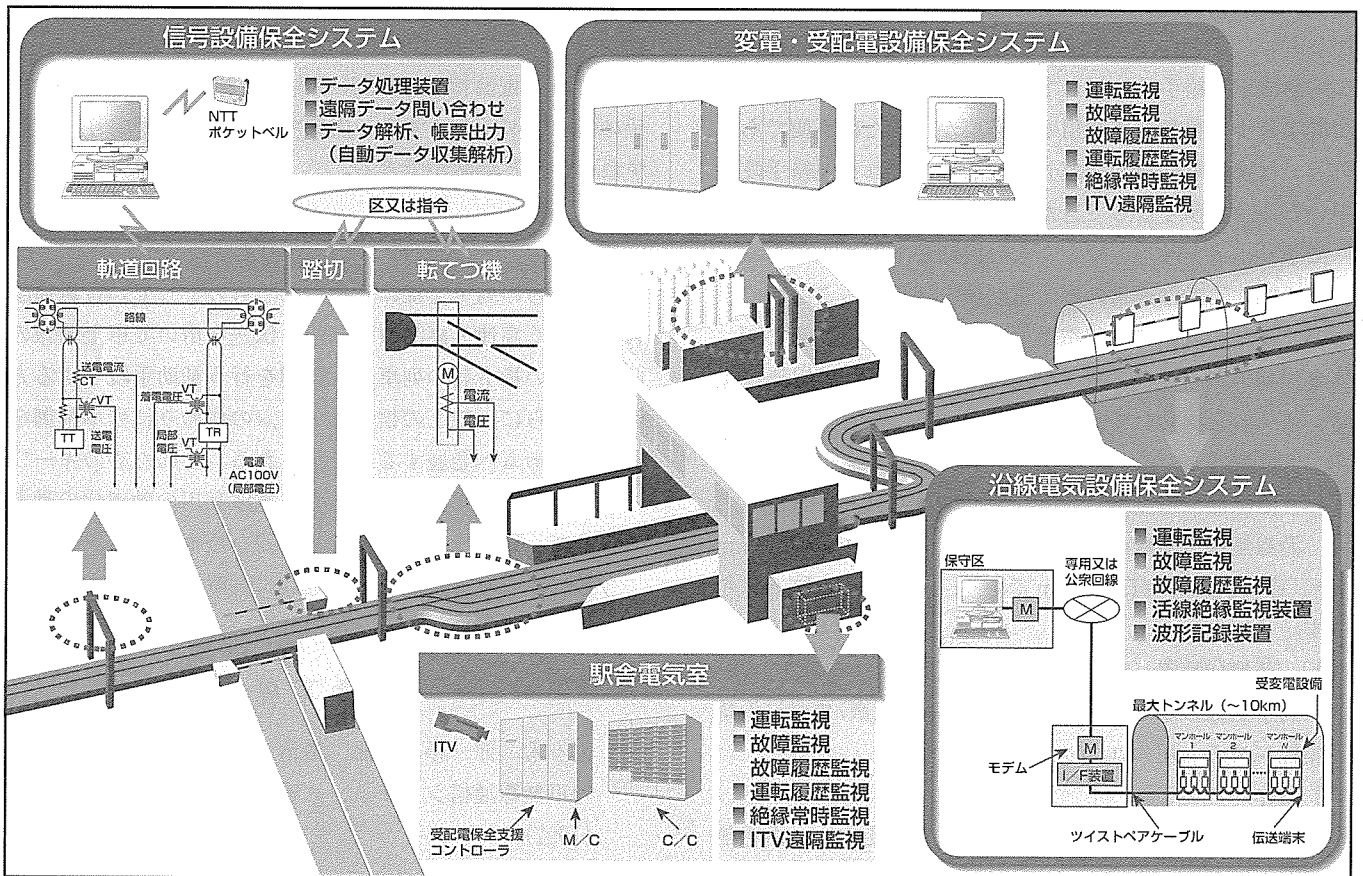 信号設備保全システム
NTT
ポケットベル
■データ処理装置
■遠隔データ問い合わせ
■データ解析、帳票出力
（自動データ収集解析）
区又は指令
変電・受配電設備保全システム
■運転監視
■故障監視
故障履歴監視
■運転履歴監視
■絶縁常時監視
■ITV遠隔監視
軌道回路
路線
送電電流
CT
VT
TT
送電
電圧
VT
着電電圧
VT
局部
電圧
TR
電源
AC100V
（局部電圧）
踏切
転てつ機
M
電流
電圧
沿線電気設備保全システム
保守区
M
専用又は
公衆回線
■運転監視
■故障監視
故障履歴監視
■活線絶縁監視装置
■波形記録装置
受変電設備
最大トンネル（～10km）
マンホール
1
マンホール
2
マンホール
N
モデム
M
I／F装置
ツイストペアケーブル
伝送端末
駅舎電気室
ITV
受配電保全支援
コントローラ
M／C
C／C
■運転監視
■故障監視
故障履歴監視
■運転履歴監視
■絶縁常時監視
■ITV遠隔監視